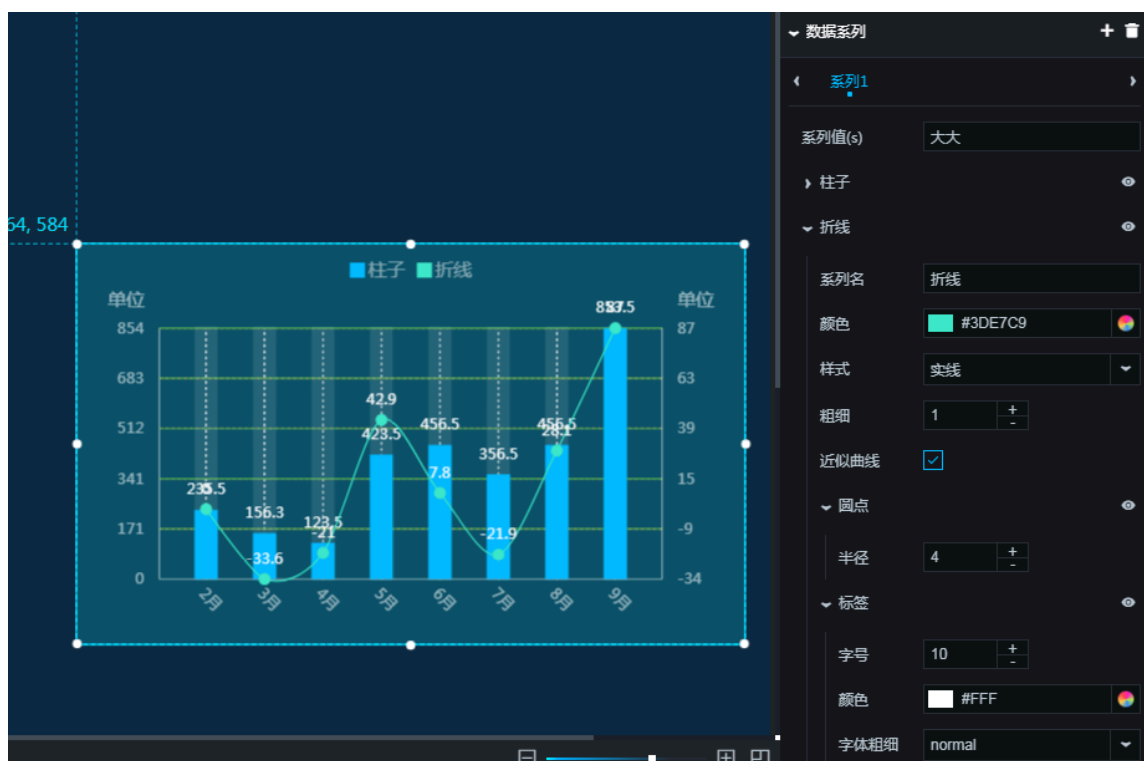 数据系列
系列1
系列值(s)
大大
柱子
折线
系列名
折线
颜色
#3DE7C9
样式
实线
粗细
1
近似曲线
圆点
半径
4
标签
字号
10
颜色
#FFF
字体粗细
normal
64, 584
柱子 折线
单位
单位
854
683
512
341
171
0
87
63
39
15
-9
-34
156.3
123.5
423.5
456.5
356.5
456.5
-33.6
-21
42.9
7.8
-21.9
28.1
2月
3月
4月
5月
6月
7月
8月
9月